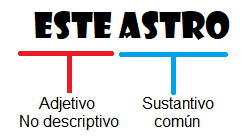 ESTE ASTRO
Adjetivo
No descriptivo
Sustantivo
común